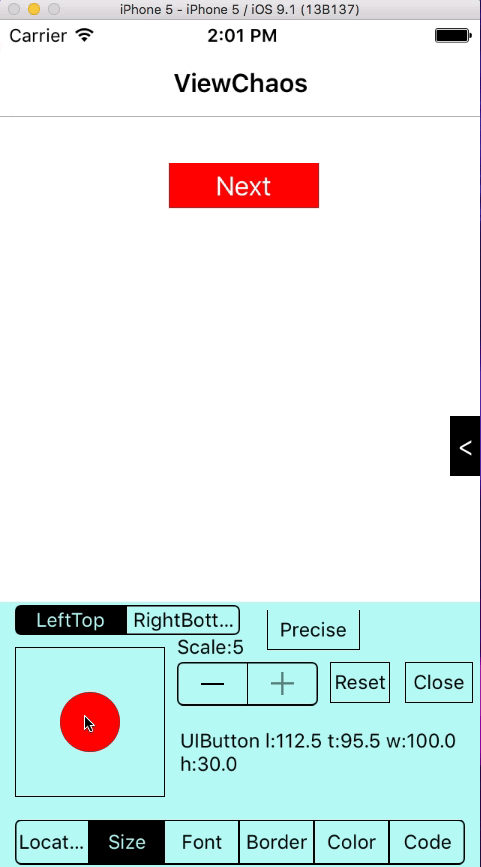 iPhone 5 - iPhone 5 / iOS 9.1 (13B137)
Carrier 2:01 PM
ViewChaos
Next
<
LeftTop RightBott...
Precise
Scale:5
Reset Close
UIButton l:112.5 t:95.5 w:100.0
h:30.0
Locat... Size Font Border Color Code